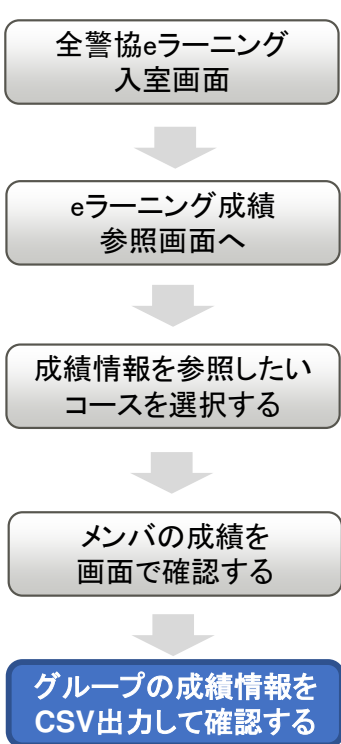 全警協eラーニング
入室画面
eラーニング成績
参照画面へ
成績情報を参照したい
コースを選択する
メンバの成績を
画面で確認する
グループの成績情報を
CSV出力して確認する